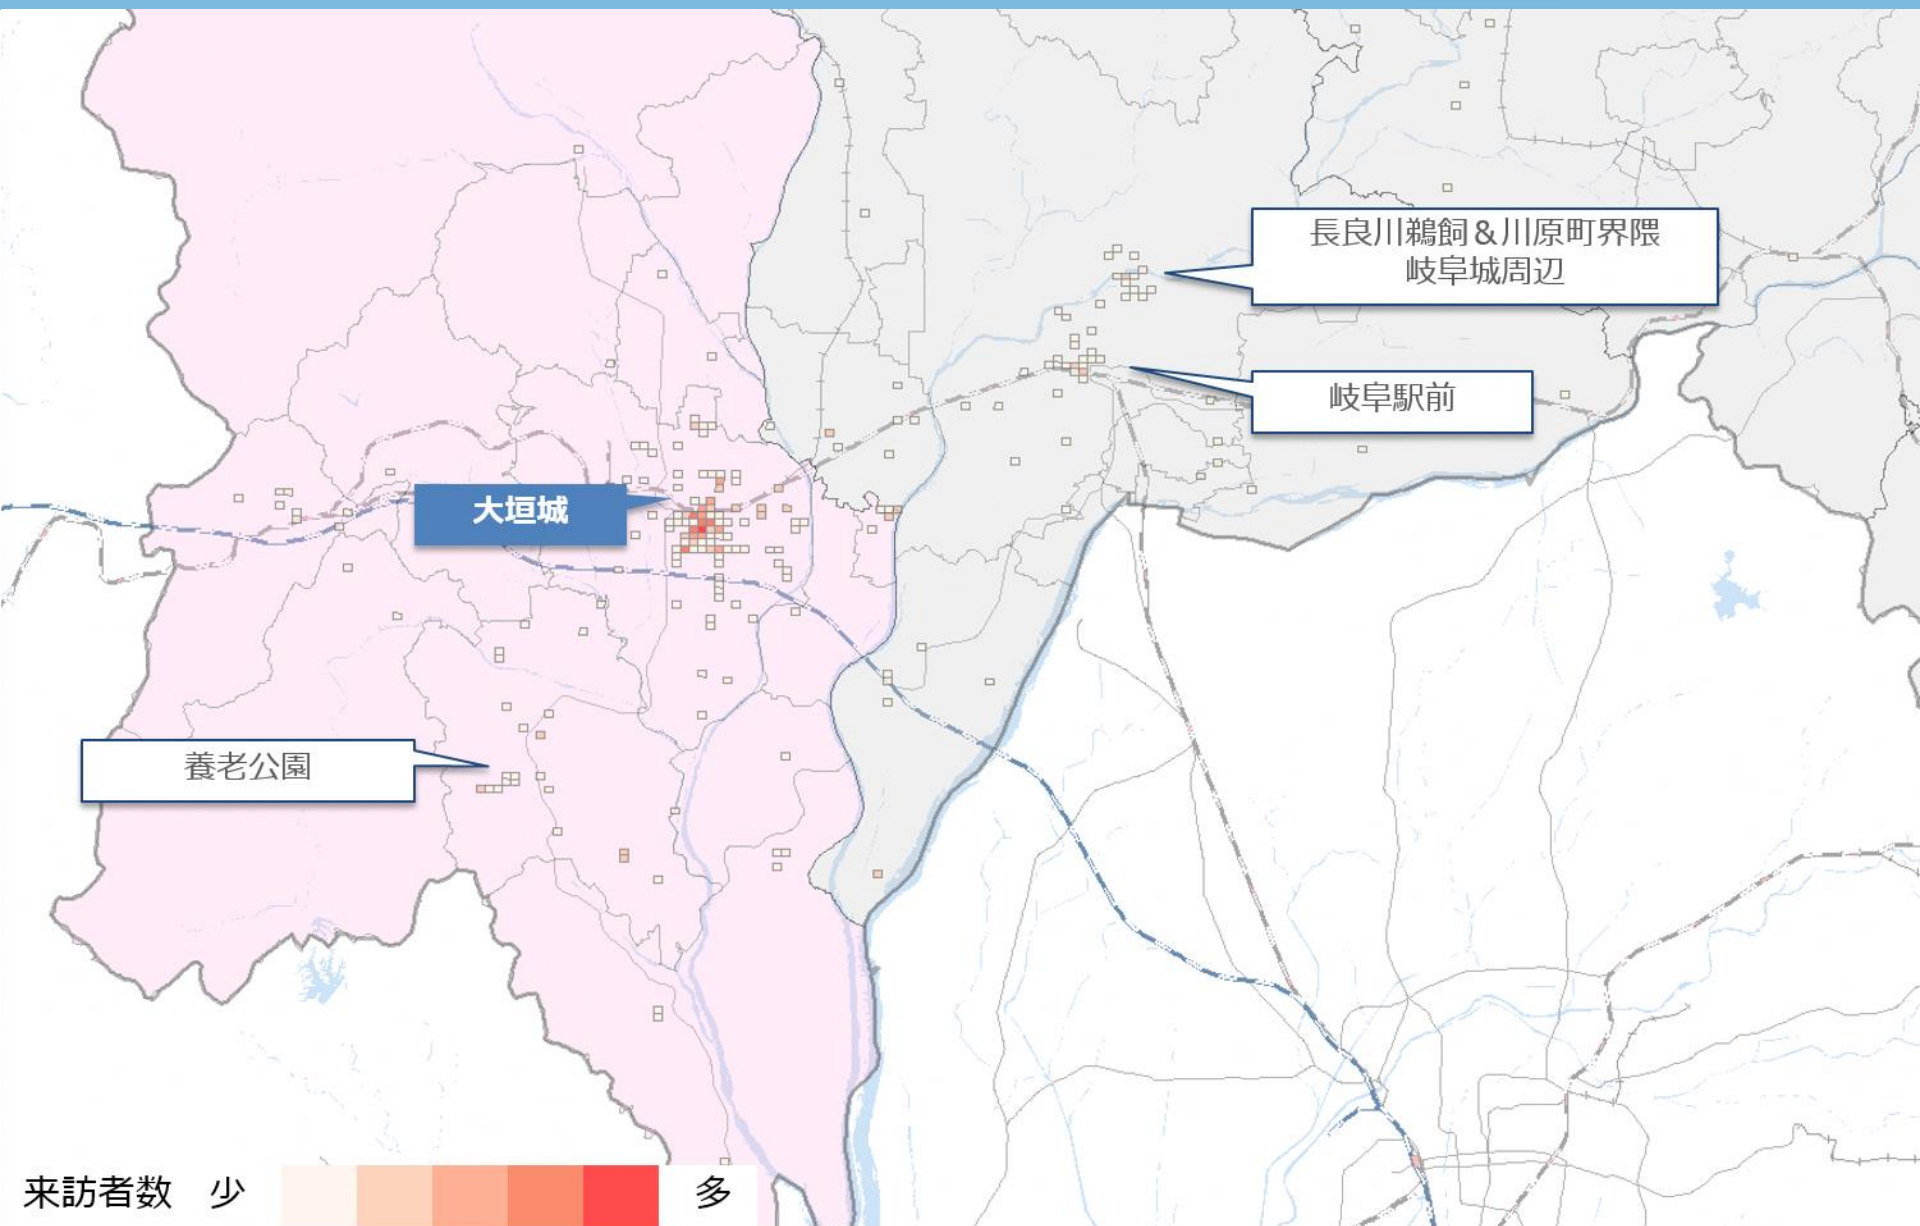 長良川鵜飼＆川原町界隈
岐阜城周辺
岐阜駅前
大垣城
養老公園
来訪者数 少 多